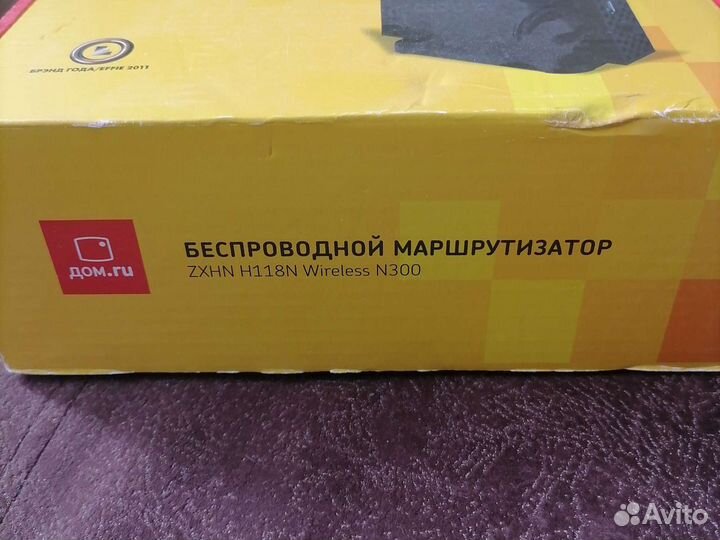 БРЭНД ГОДА/EFFIE 2011
ДОМ.ru
БЕСПРОВОДНОЙ МАРШРУТИЗАТОР
ZXHN H118N Wireless N300
Avito